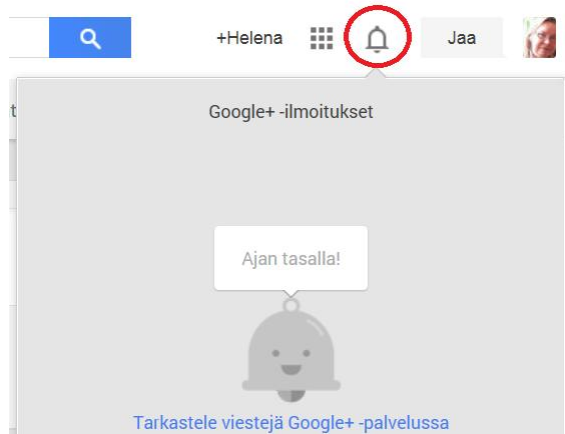 +Helena Jaa
t
Google+ -ilmoitukset
Ajan tasalla!
Tarkastele viestejä Google+ -palvelussa